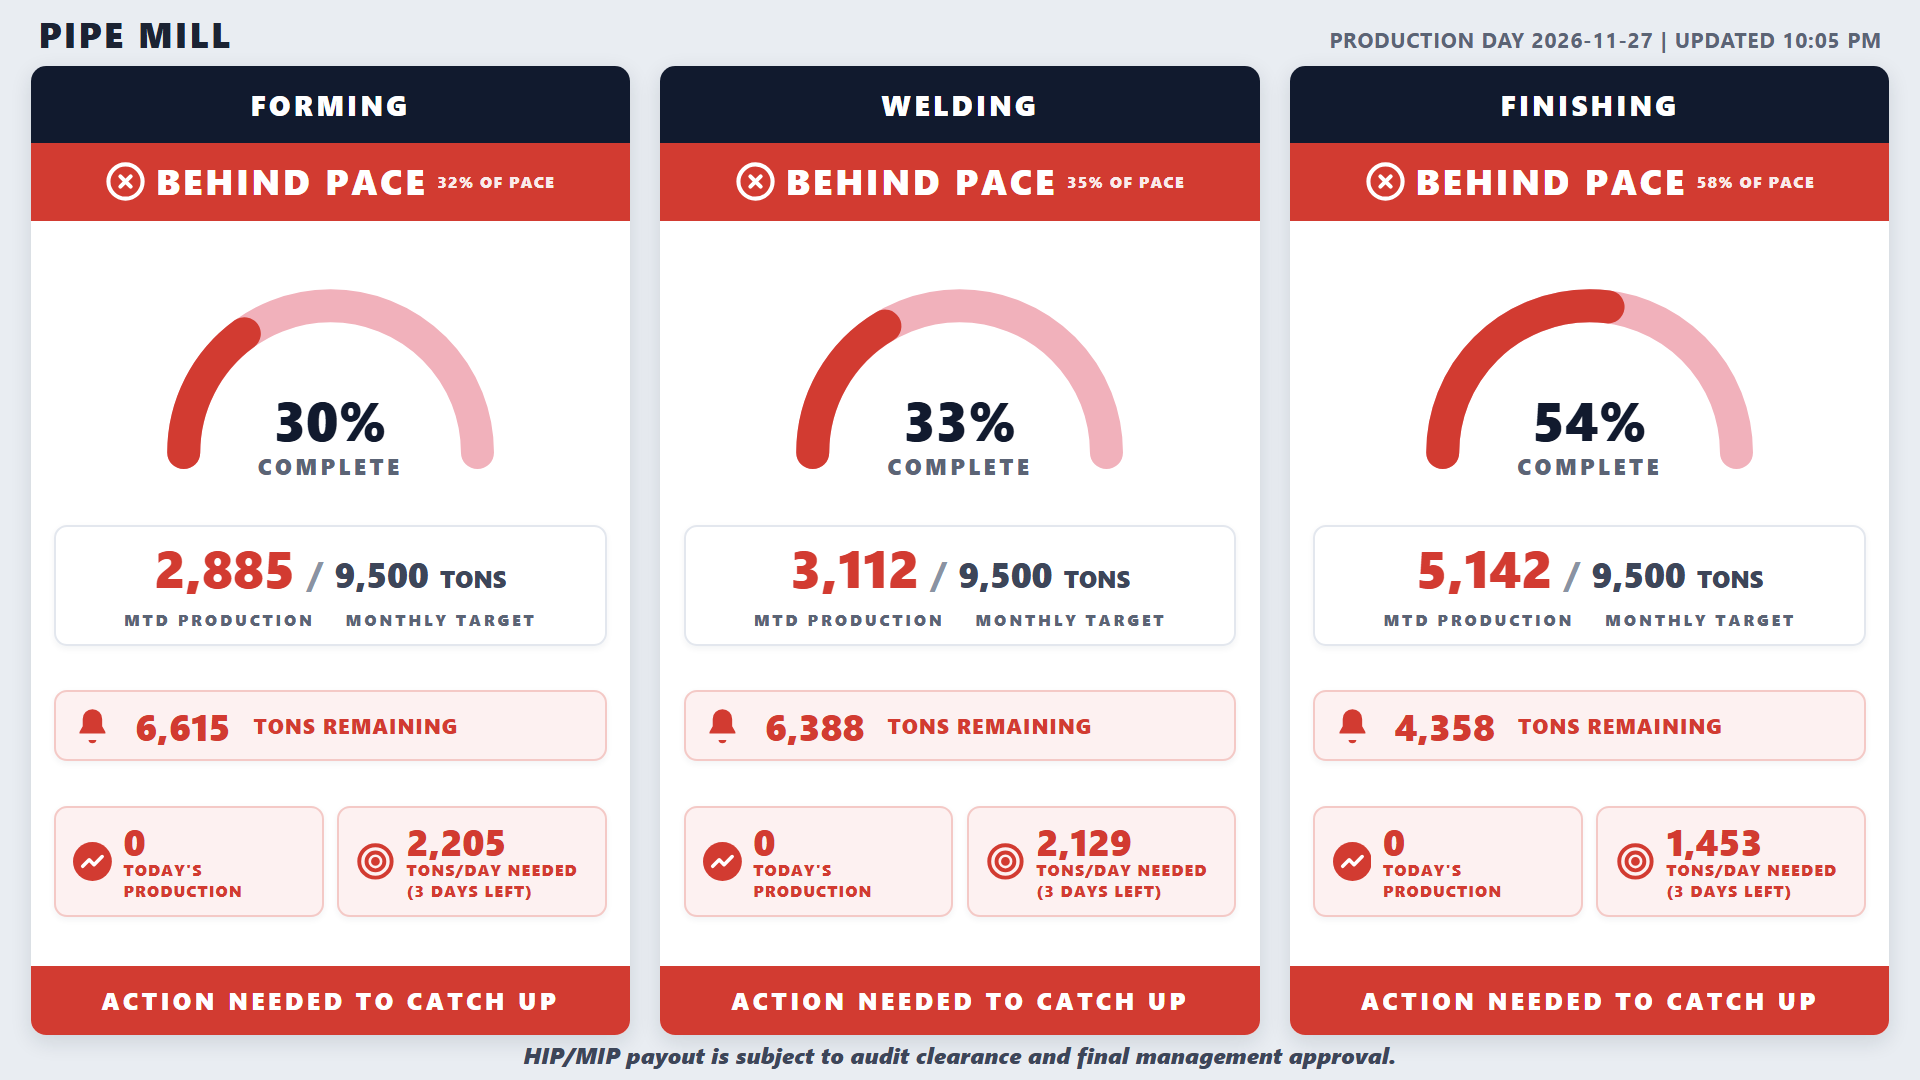 PIPE MILL
PRODUCTION DAY 2026-11-27 | UPDATED 10:05 PM
FORMING
BEHIND PACE 32% OF PACE
30%
COMPLETE
2,885 / 9,500 TONS
MTD PRODUCTION MONTHLY TARGET
6,615 TONS REMAINING
0
TODAY'S
PRODUCTION
2,205
TONS/DAY NEEDED
(3 DAYS LEFT)
ACTION NEEDED TO CATCH UP
WELDING
BEHIND PACE 35% OF PACE
33%
COMPLETE
3,112 / 9,500 TONS
MTD PRODUCTION MONTHLY TARGET
6,388 TONS REMAINING
0
TODAY'S
PRODUCTION
2,129
TONS/DAY NEEDED
(3 DAYS LEFT)
ACTION NEEDED TO CATCH UP
FINISHING
BEHIND PACE 58% OF PACE
54%
COMPLETE
5,142 / 9,500 TONS
MTD PRODUCTION MONTHLY TARGET
4,358 TONS REMAINING
0
TODAY'S
PRODUCTION
1,453
TONS/DAY NEEDED
(3 DAYS LEFT)
ACTION NEEDED TO CATCH UP
HIP/MIP payout is subject to audit clearance and final management approval.